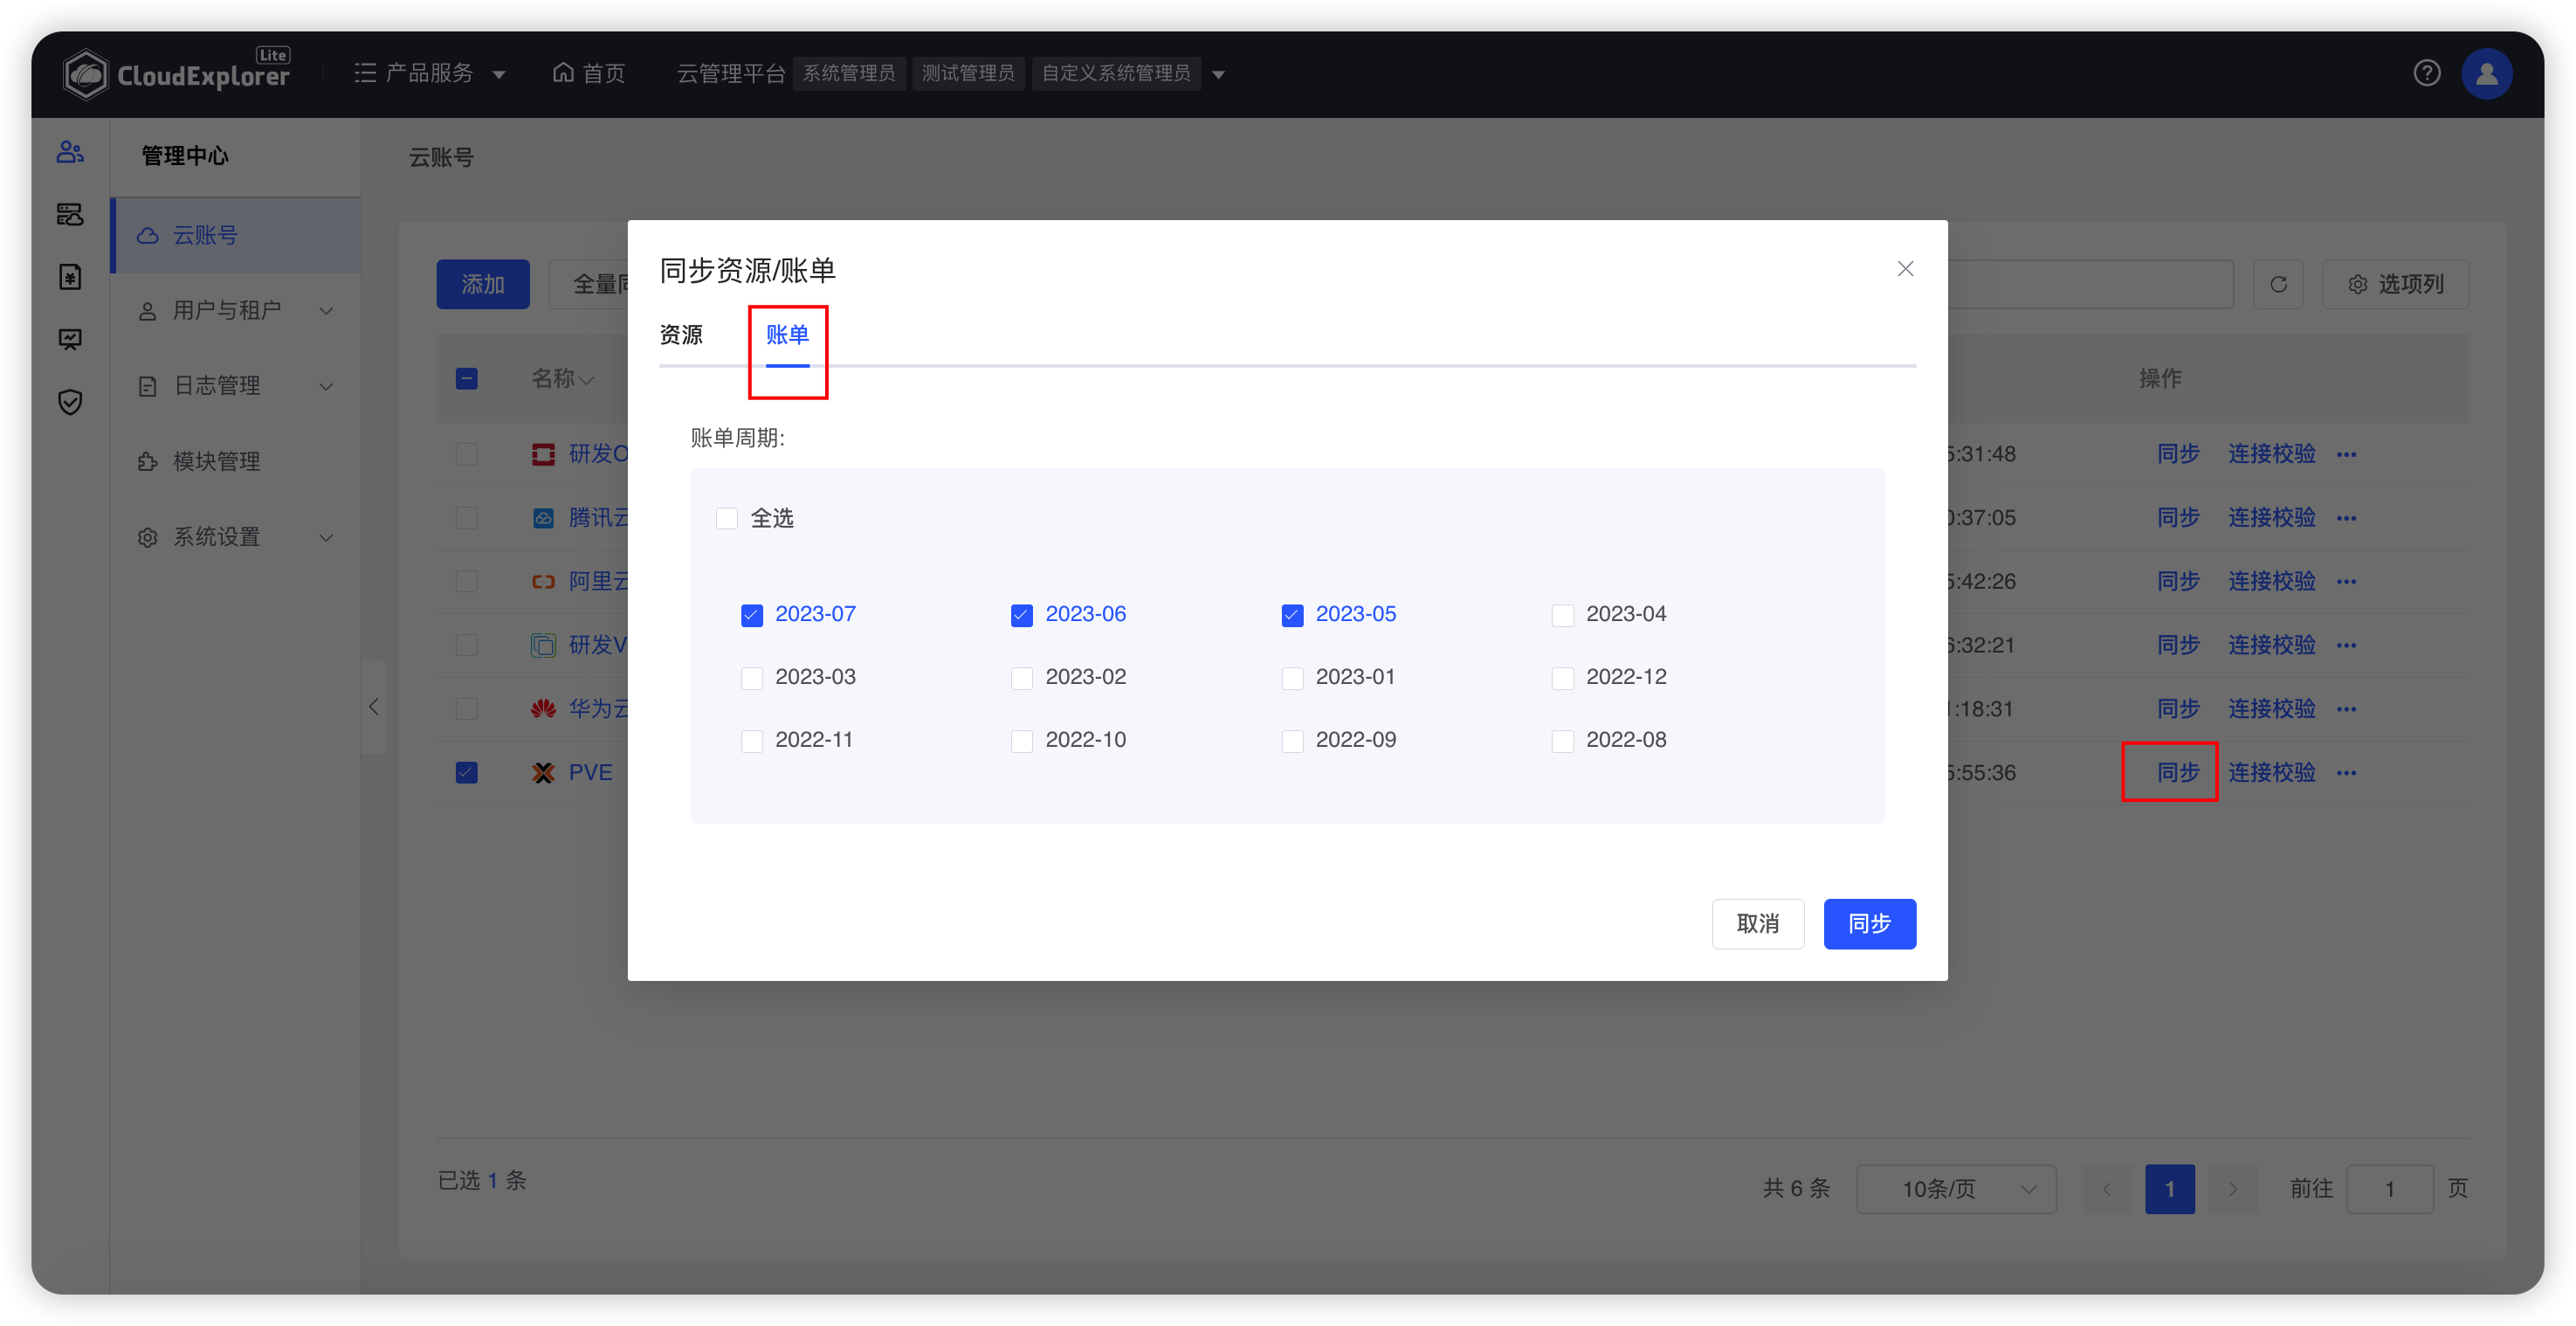 CloudExplorer Lite 产品服务 首页 云管理平台 系统管理员 测试管理员 自定义系统管理员
管理中心
云账号
用户与租户
日志管理
模块管理
系统设置
云账号
添加 全量同 选项列
名称 操作
研发O 5:31:48 同步 连接校验
腾讯云 0:37:05 同步 连接校验
阿里云 5:42:26 同步 连接校验
研发V 6:32:21 同步 连接校验
华为云 :18:31 同步 连接校验
PVE 5:55:36 同步 连接校验
同步资源/账单
资源 账单
账单周期:
全选
2023-07 2023-06 2023-05 2023-04
2023-03 2023-02 2023-01 2022-12
2022-11 2022-10 2022-09 2022-08
取消 同步
已选 1 条 共 6 条 10条/页 1 前往 1 页